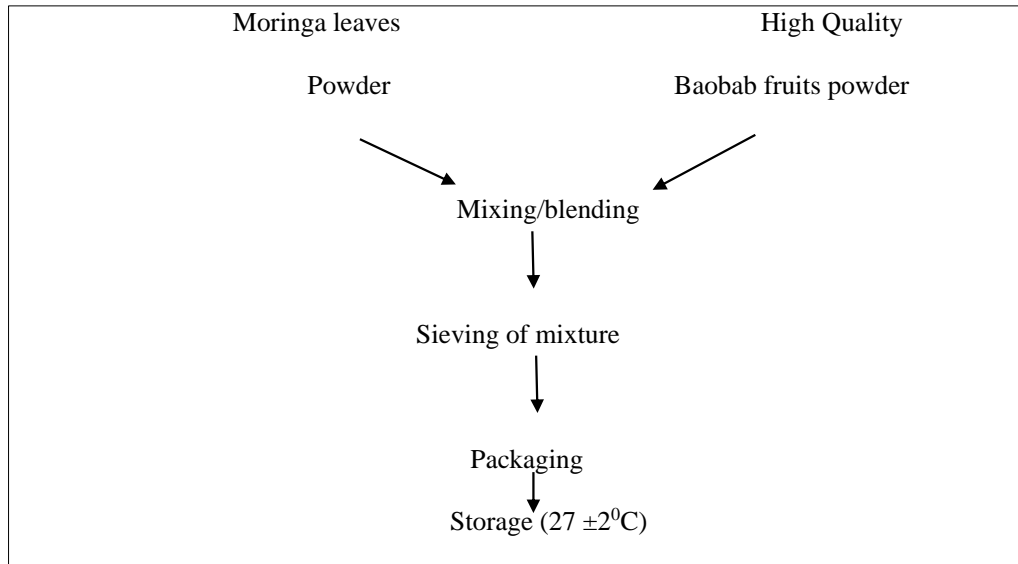 Moringa leaves High Quality
Powder Baobab fruits powder
Mixing/blending
Sieving of mixture
Packaging
Storage (27 ±2⁰C)